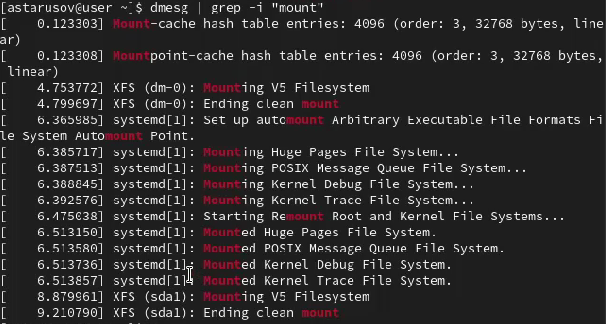 [astarusov@user ~]$ dmesg | grep -i "mount"
[    0.123303] Mount-cache hash table entries: 4096 (order: 3, 32768 bytes, line
ar)
[    0.123308] Mountpoint-cache hash table entries: 4096 (order: 3, 32768 bytes,
 linear)
[    4.753772] XFS (dm-0): Mounting V5 Filesystem
[    4.799697] XFS (dm-0): Ending clean mount
[    6.365985] systemd[1]: Set up automount Arbitrary Executable File Formats Fi
le System Automount Point.
[    6.385717] systemd[1]: Mounting Huge Pages File System...
[    6.387513] systemd[1]: Mounting POSIX Message Queue File System...
[    6.388845] systemd[1]: Mounting Kernel Debug File System...
[    6.392576] systemd[1]: Mounting Kernel Trace File System...
[    6.475038] systemd[1]: Starting Remount Root and Kernel File Systems...
[    6.513150] systemd[1]: Mounted Huge Pages File System.
[    6.513580] systemd[1]: Mounted POSIX Message Queue File System.
[    6.513736] systemd[1]: Mounted Kernel Debug File System.
[    6.513857] systemd[1]: Mounted Kernel Trace File System.
[    8.879961] XFS (sda1): Mounting V5 Filesystem
[    9.210790] XFS (sda1): Ending clean mount